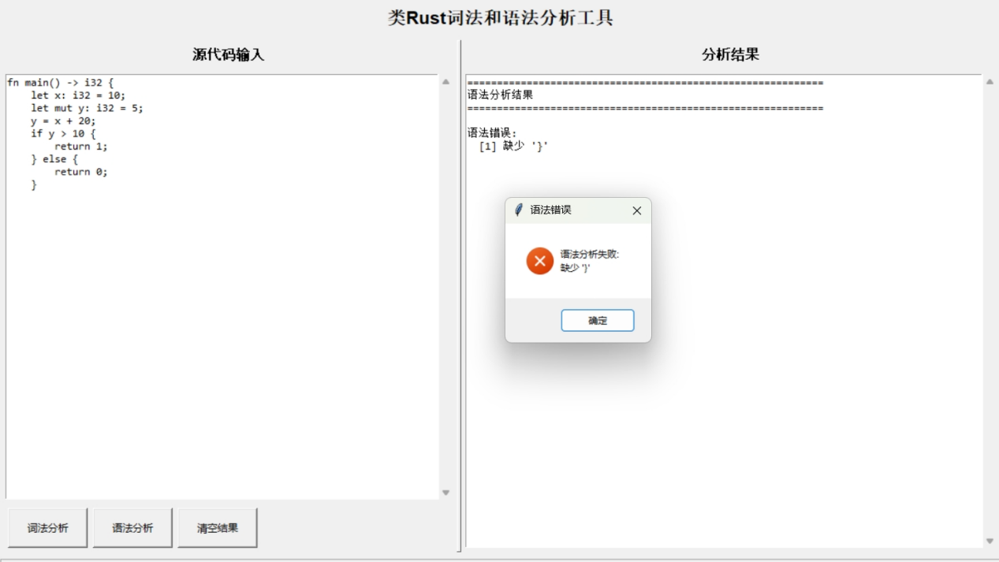 类Rust词法和语法分析工具
源代码输入
fn main() -> i32 {
    let x: i32 = 10;
    let mut y: i32 = 5;
    y = x + 20;
    if y > 10 {
        return 1;
    } else {
        return 0;
    }
词法分析
语法分析
清空结果
分析结果
============================================================
语法分析结果
============================================================
语法错误:
  [1] 缺少 '}'
语法错误
语法分析失败:
缺少 '}'
确定